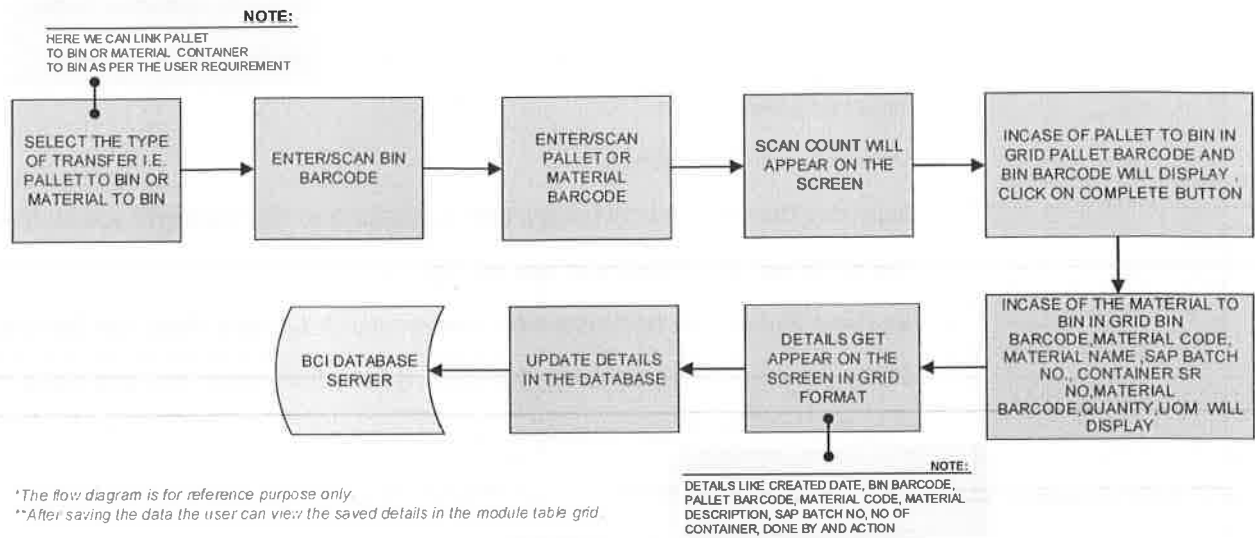 NOTE:
HERE WE CAN LINK PALLET
TO BIN OR MATERIAL CONTAINER
TO BIN AS PER THE USER REQUIREMENT
SELECT THE TYPE
OF TRANSFER I.E.
PALLET TO BIN OR
MATERIAL TO BIN
ENTER/SCAN BIN
BARCODE
ENTER/SCAN
PALLET OR
MATERIAL
BARCODE
SCAN COUNT WILL
APPEAR ON THE
SCREEN
INCASE OF PALLET TO BIN IN
GRID PALLET BARCODE AND
BIN BARCODE WILL DISPLAY ,
CLICK ON COMPLETE BUTTON
INCASE OF THE MATERIAL TO
BIN IN GRID BIN
BARCODE,MATERIAL CODE,
MATERIAL NAME ,SAP BATCH
NO., CONTAINER SR
NO,MATERIAL
BARCODE,QUANITY,UOM WILL
DISPLAY
DETAILS GET
APPEAR ON THE
SCREEN IN GRID
FORMAT
UPDATE DETAILS
IN THE DATABASE
BCI DATABASE
SERVER
NOTE:
DETAILS LIKE CREATED DATE, BIN BARCODE,
PALLET BARCODE, MATERIAL CODE, MATERIAL
DESCRIPTION, SAP BATCH NO, NO OF
CONTAINER, DONE BY AND ACTION
*The flow diagram is for reference purpose only
**After saving the data the user can view the saved details in the module table grid